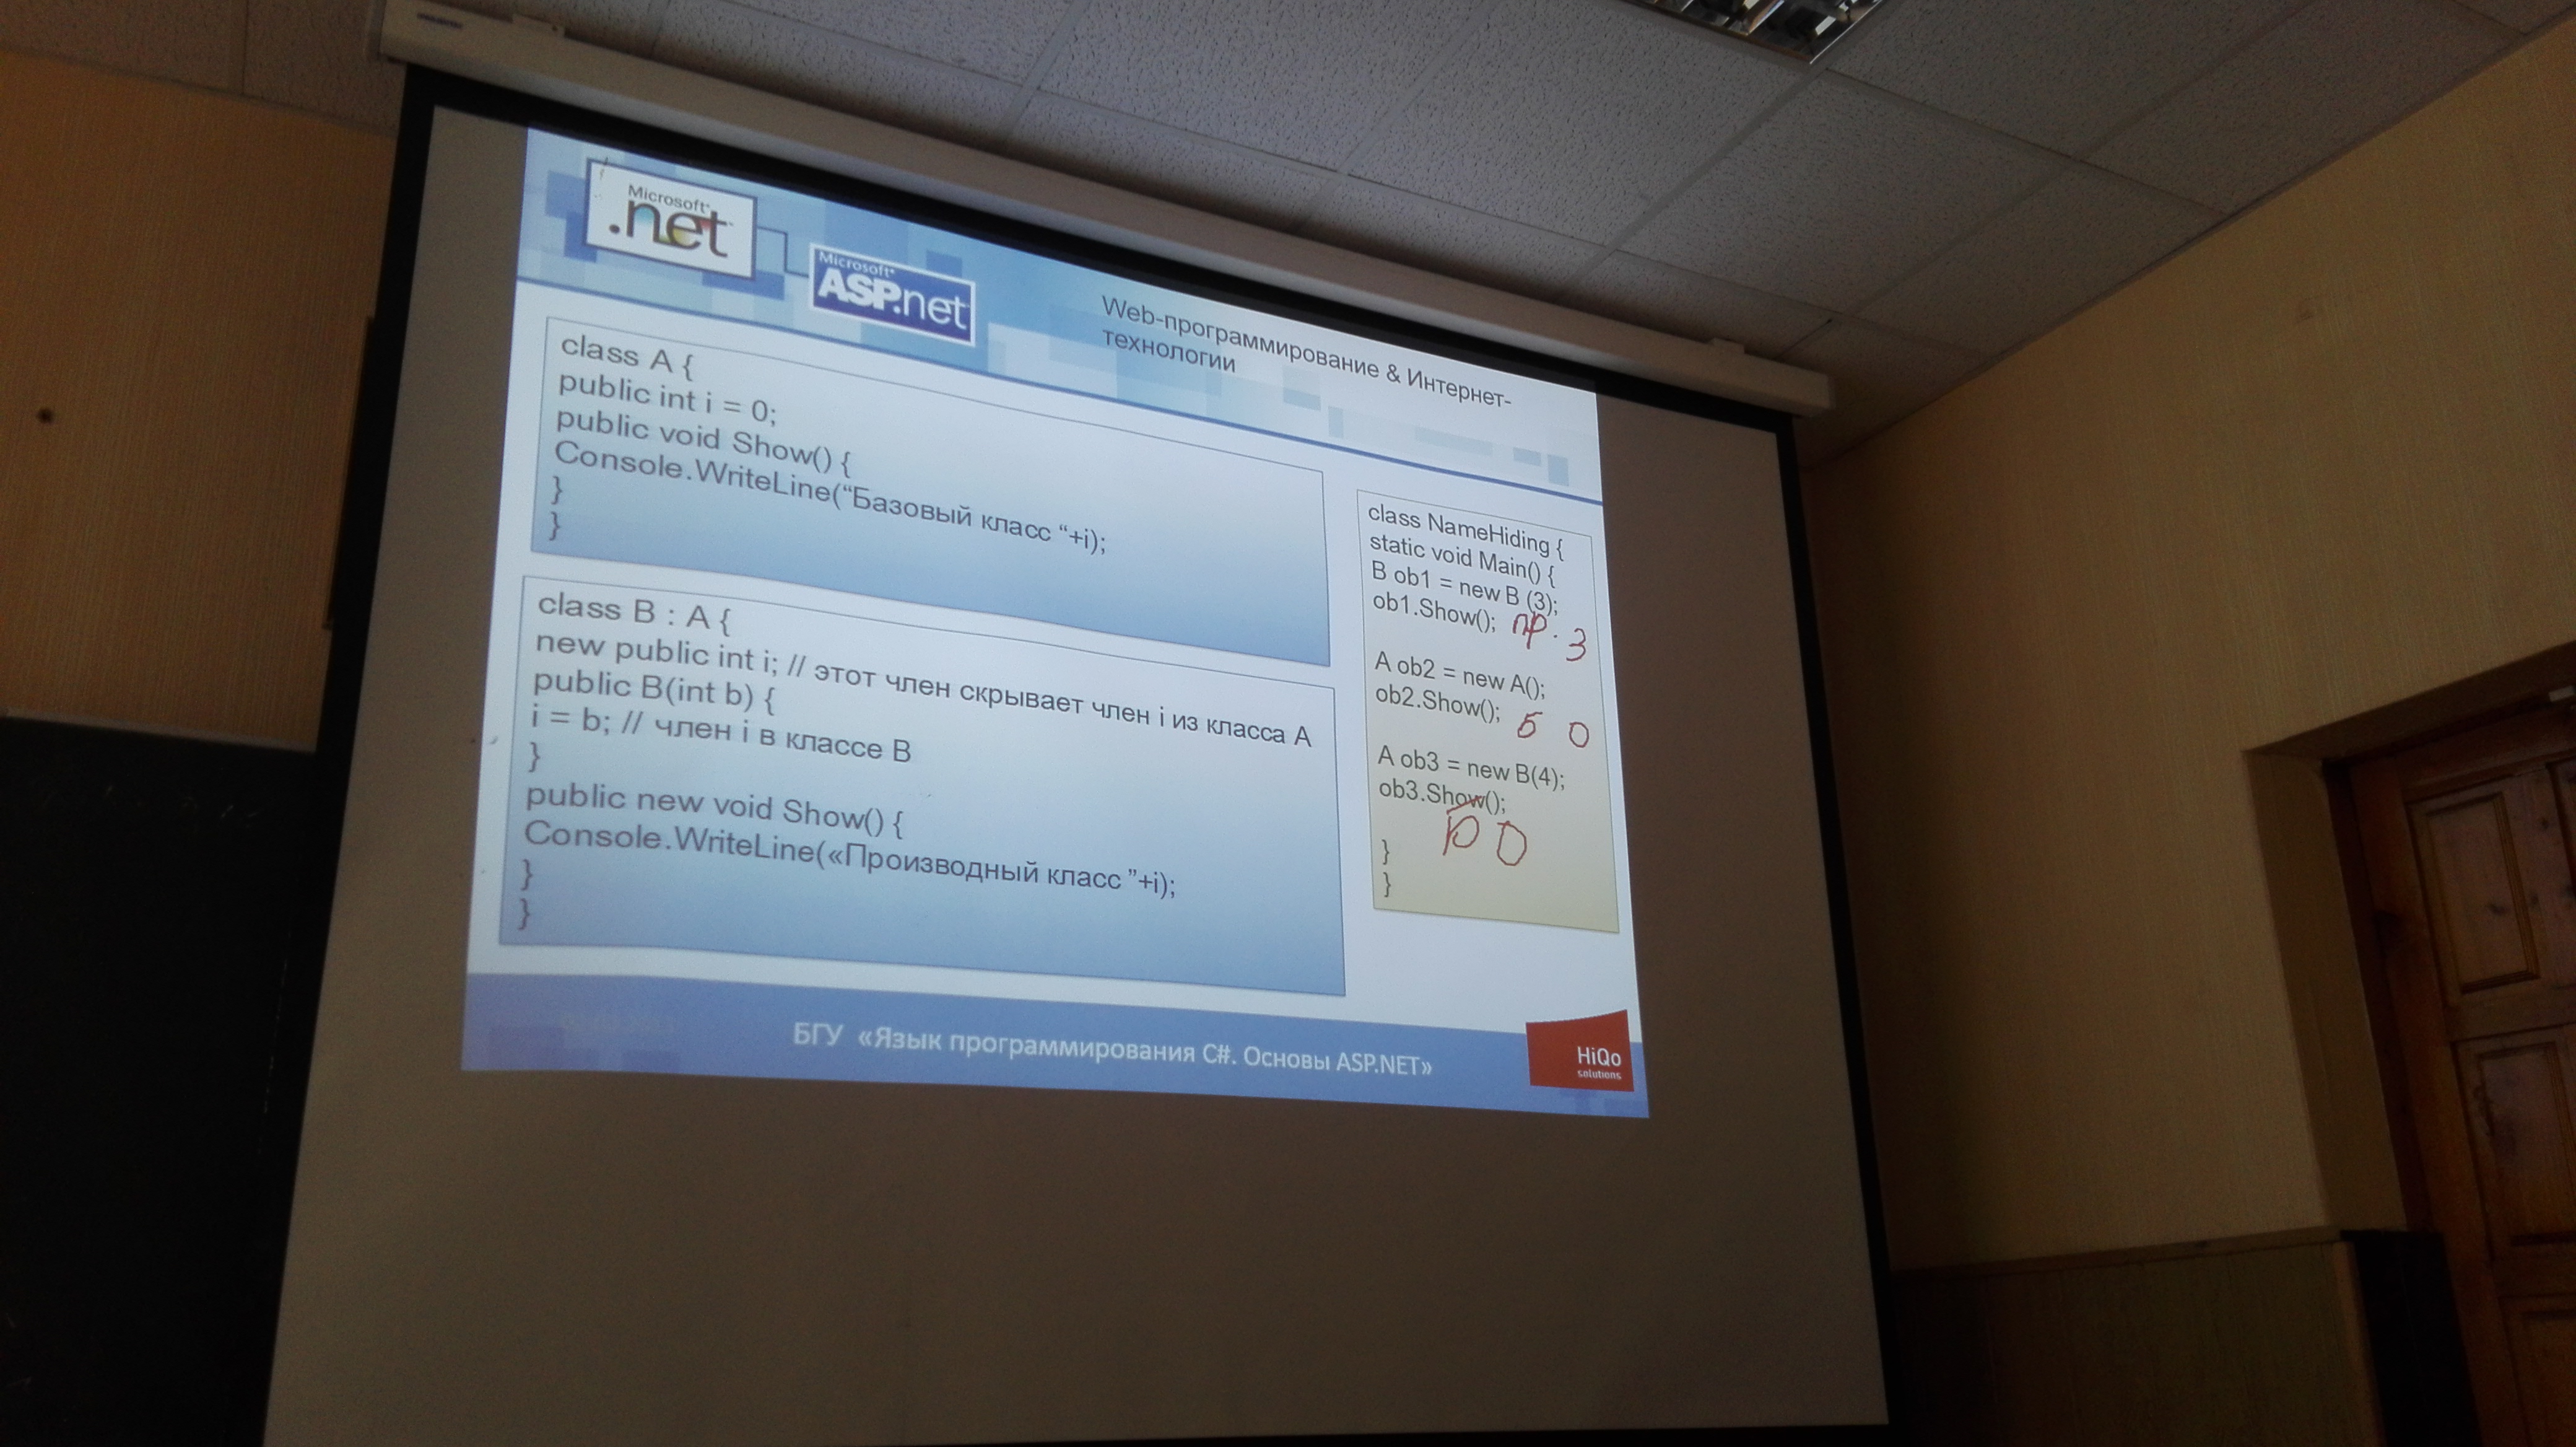 Microsoft
.net
Microsoft
ASP.net
Web-программирование & Интернет-
технологии
class A {
public int i = 0;
public void Show() {
Console.WriteLine(“Базовый класс “+i);
}
}
class B : A {
new public int i; // этот член скрывает член i из класса A
public B(int b) {
i = b; // член i в классе B
}
public new void Show() {
Console.WriteLine(«Производный класс ”+i);
}
}
class NameHiding {
static void Main() {
B ob1 = new B (3);
ob1.Show(); пр. 3
A ob2 = new A();
ob2.Show(); Б 0
A ob3 = new B(4);
ob3.Show();
Б 0
}
}
БГУ «Язык программирования C#. Основы ASP.NET»
HiQo
solutions